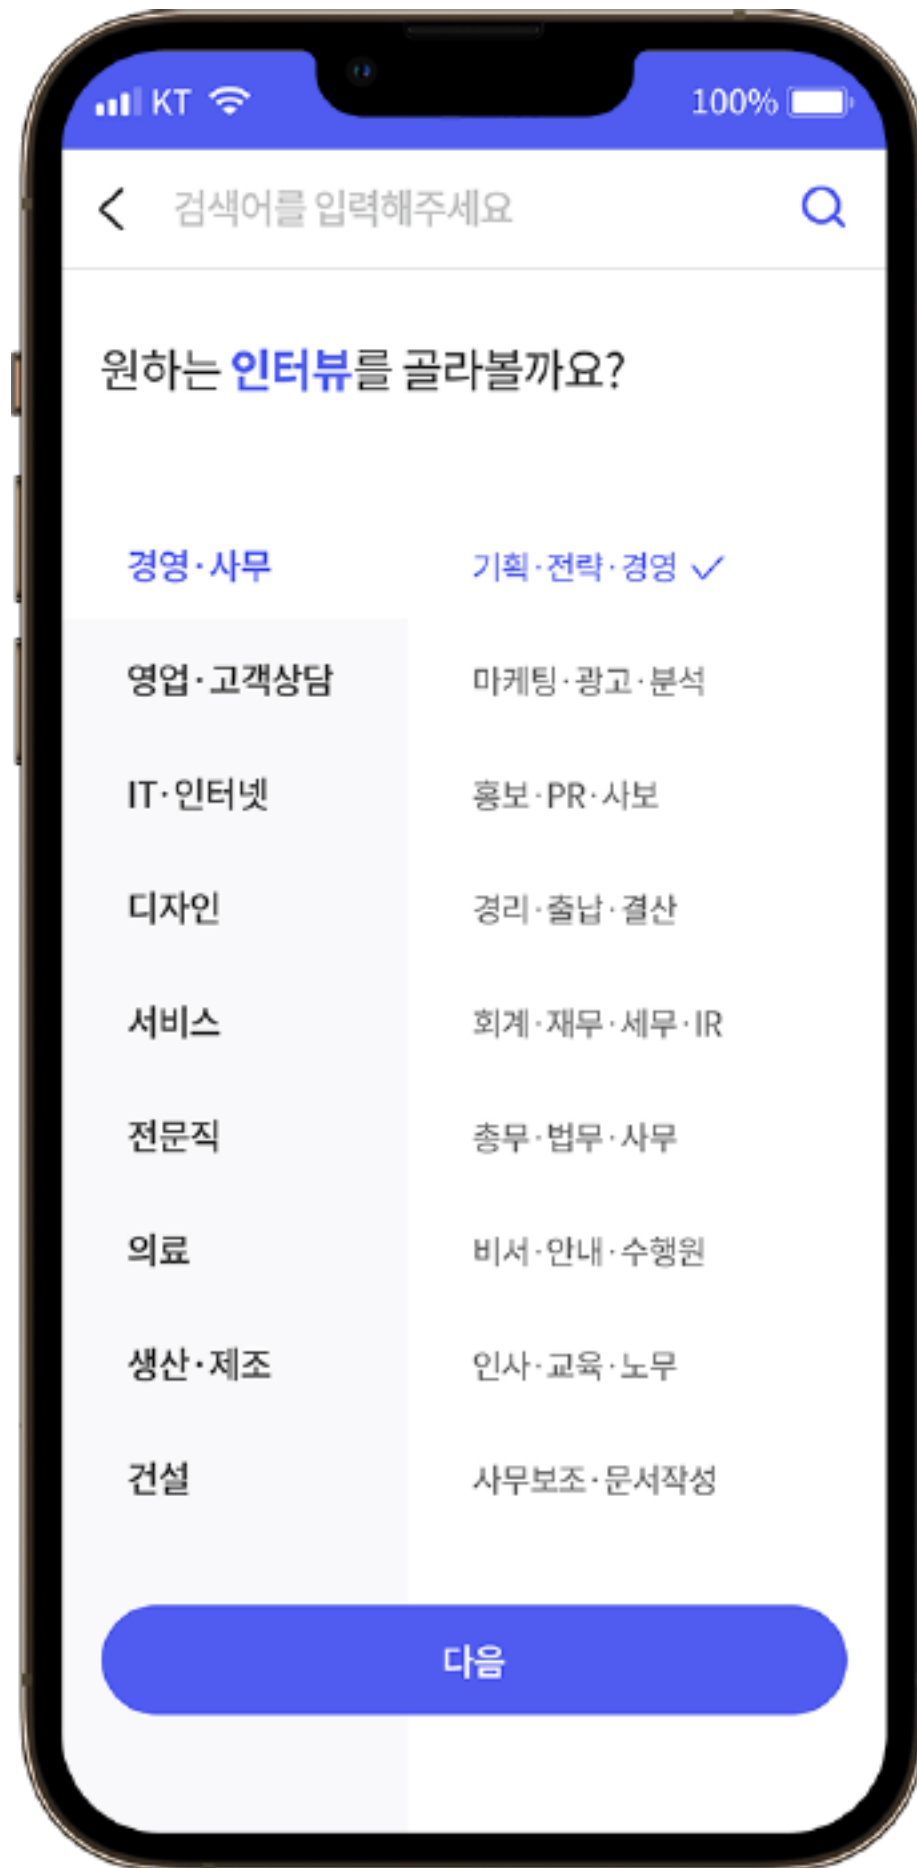 KT 100%
검색어를 입력해주세요
원하는 인터뷰를 골라볼까요?
경영·사무 기획·전략·경영
영업·고객상담 마케팅·광고·분석
IT·인터넷 홍보·PR·사보
디자인 경리·출납·결산
서비스 회계·재무·세무·IR
전문직 총무·법무·사무
의료 비서·안내·수행원
생산·제조 인사·교육·노무
건설 사무보조·문서작성
다음